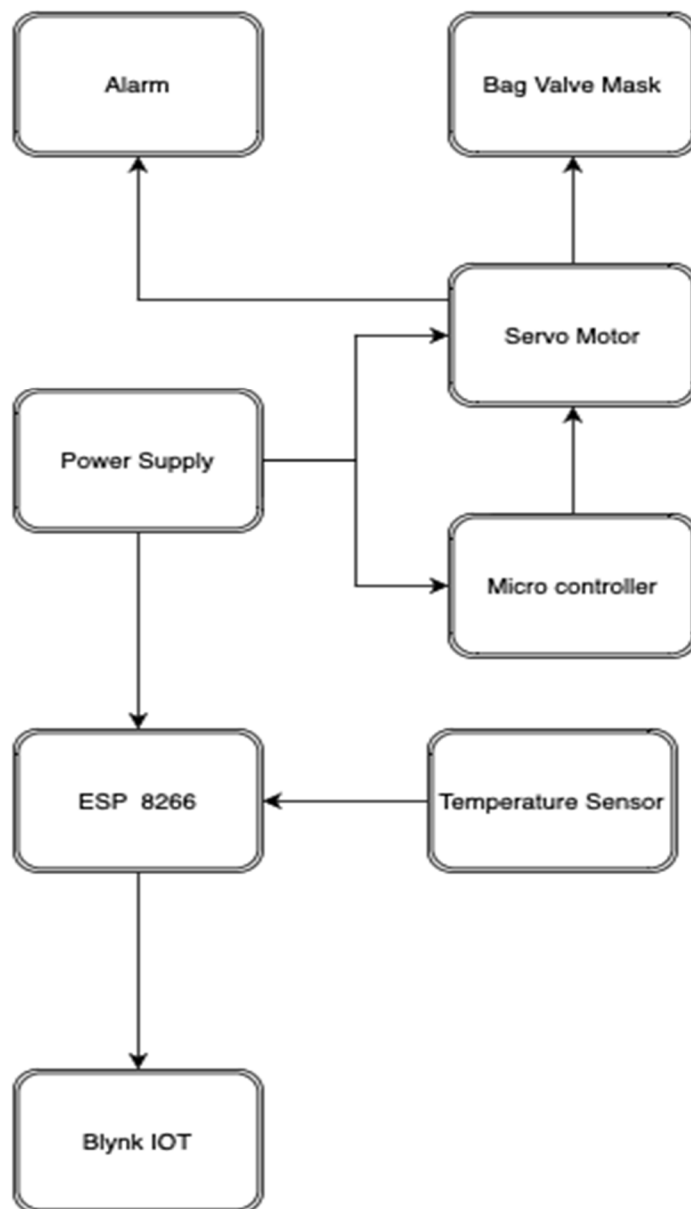 Alarm
Bag Valve Mask
Servo Motor
Power Supply
Micro controller
ESP 8266
Temperature Sensor
Blynk IOT